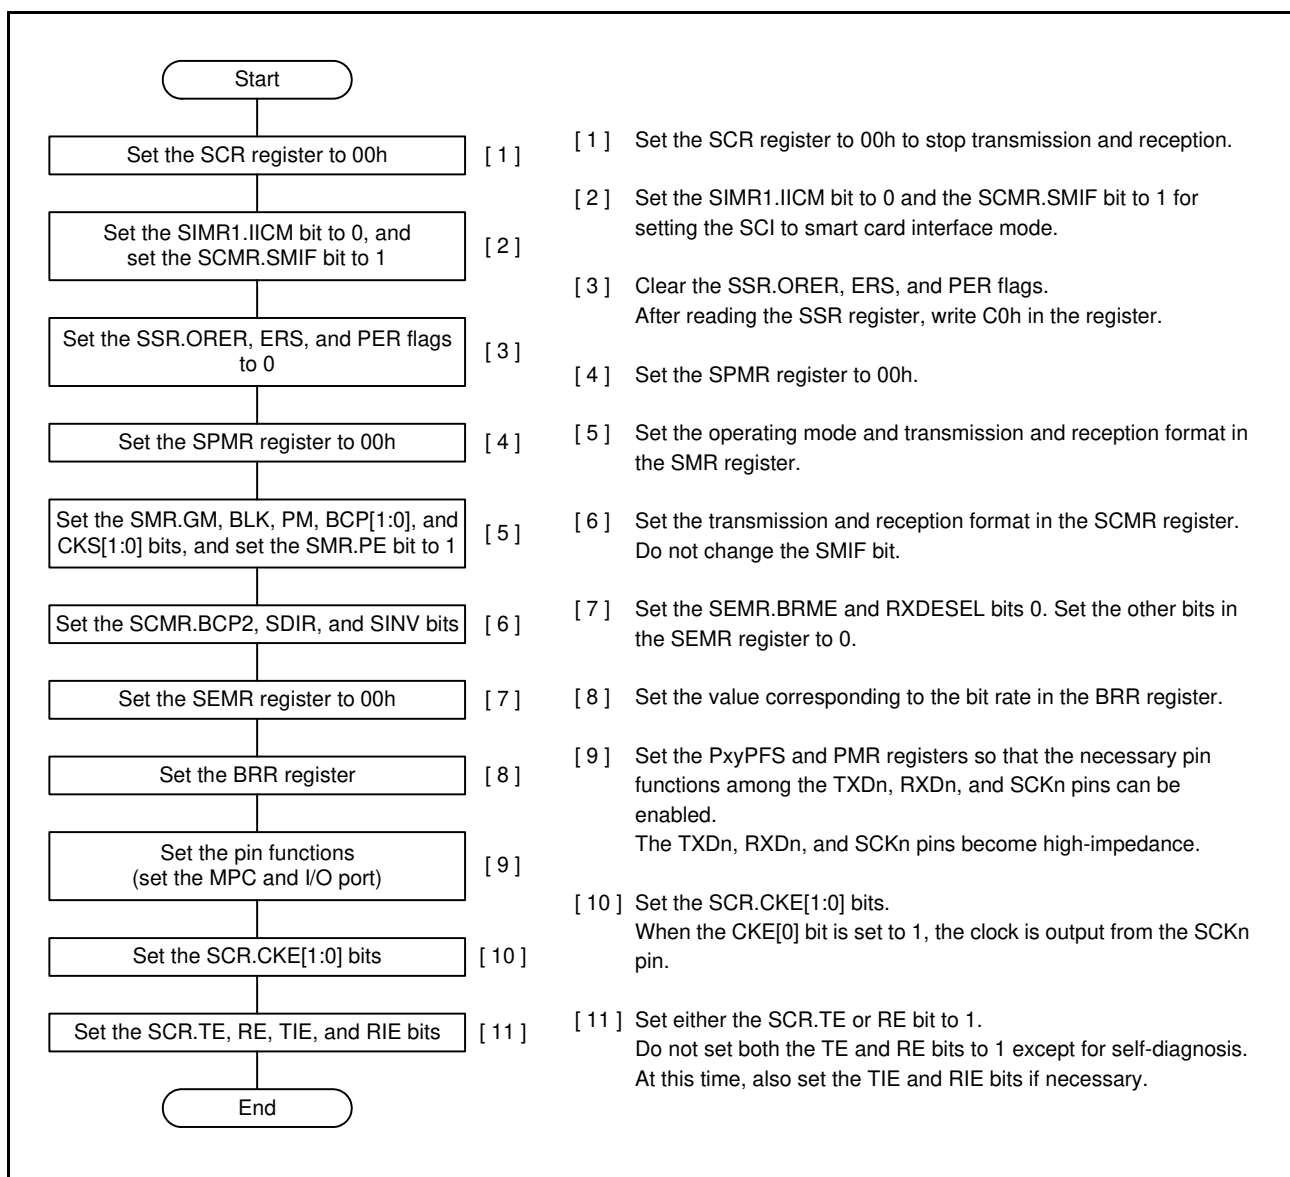 Start
Set the SCR register to 00h
[ 1 ]
Set the SIMR1.IICM bit to 0, and
set the SCMR.SMIF bit to 1
[ 2 ]
Set the SSR.ORER, ERS, and PER flags
to 0
[ 3 ]
Set the SPMR register to 00h
[ 4 ]
Set the SMR.GM, BLK, PM, BCP[1:0], and
CKS[1:0] bits, and set the SMR.PE bit to 1
[ 5 ]
Set the SCMR.BCP2, SDIR, and SINV bits
[ 6 ]
Set the SEMR register to 00h
[ 7 ]
Set the BRR register
[ 8 ]
Set the pin functions
(set the MPC and I/O port)
[ 9 ]
Set the SCR.CKE[1:0] bits
[ 10 ]
Set the SCR.TE, RE, TIE, and RIE bits
[ 11 ]
End
[ 1 ] Set the SCR register to 00h to stop transmission and reception.
[ 2 ] Set the SIMR1.IICM bit to 0 and the SCMR.SMIF bit to 1 for
setting the SCI to smart card interface mode.
[ 3 ] Clear the SSR.ORER, ERS, and PER flags.
After reading the SSR register, write C0h in the register.
[ 4 ] Set the SPMR register to 00h.
[ 5 ] Set the operating mode and transmission and reception format in
the SMR register.
[ 6 ] Set the transmission and reception format in the SCMR register.
Do not change the SMIF bit.
[ 7 ] Set the SEMR.BRME and RXDESEL bits 0. Set the other bits in
the SEMR register to 0.
[ 8 ] Set the value corresponding to the bit rate in the BRR register.
[ 9 ] Set the PxyPFS and PMR registers so that the necessary pin
functions among the TXDn, RXDn, and SCKn pins can be
enabled.
The TXDn, RXDn, and SCKn pins become high-impedance.
[ 10 ] Set the SCR.CKE[1:0] bits.
When the CKE[0] bit is set to 1, the clock is output from the SCKn
pin.
[ 11 ] Set either the SCR.TE or RE bit to 1.
Do not set both the TE and RE bits to 1 except for self-diagnosis.
At this time, also set the TIE and RIE bits if necessary.